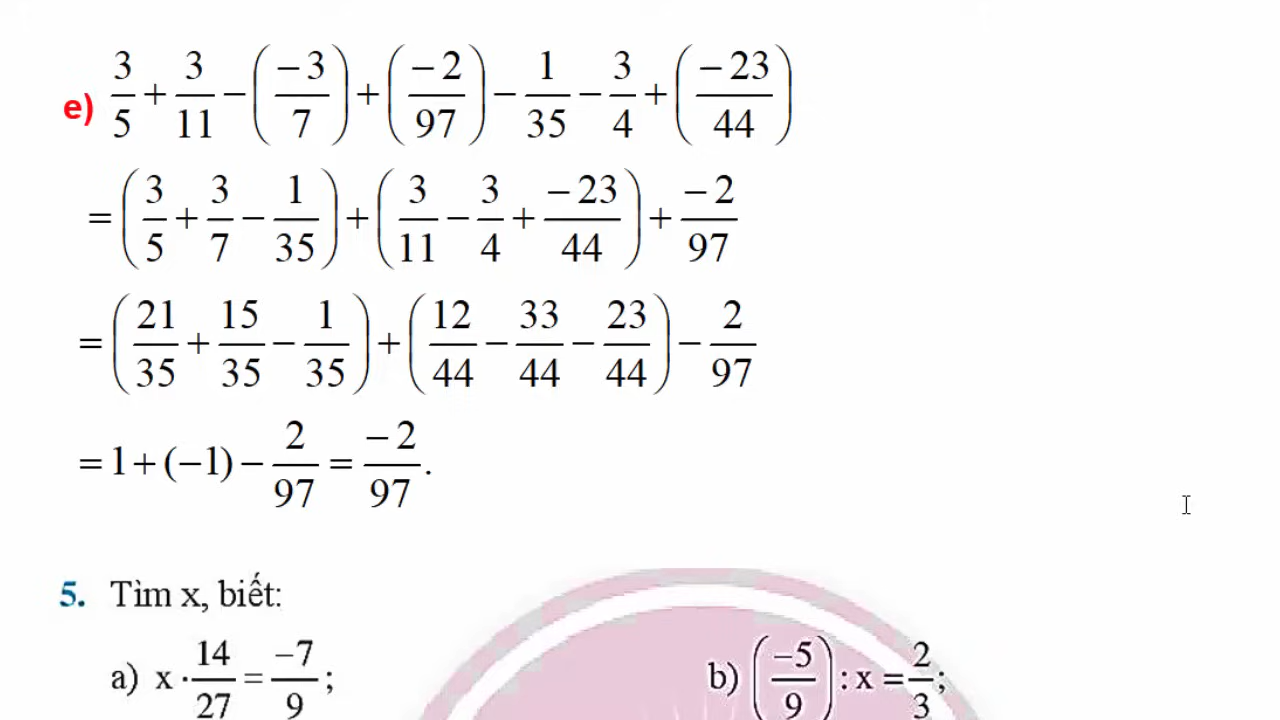 e) 3/5 + 3/11 − (−3/7) + (−2/97) − 1/35 − 3/4 + (−23/44)
= (3/5 + 3/7 − 1/35) + (3/11 − 3/4 + −23/44) + −2/97
= (21/35 + 15/35 − 1/35) + (12/44 − 33/44 − 23/44) − 2/97
= 1 + (−1) − 2/97 = −2/97.
5. Tìm x, biết:
a) x · 14/27 = −7/9 ;
b) (−5/9) : x = 2/3 ;